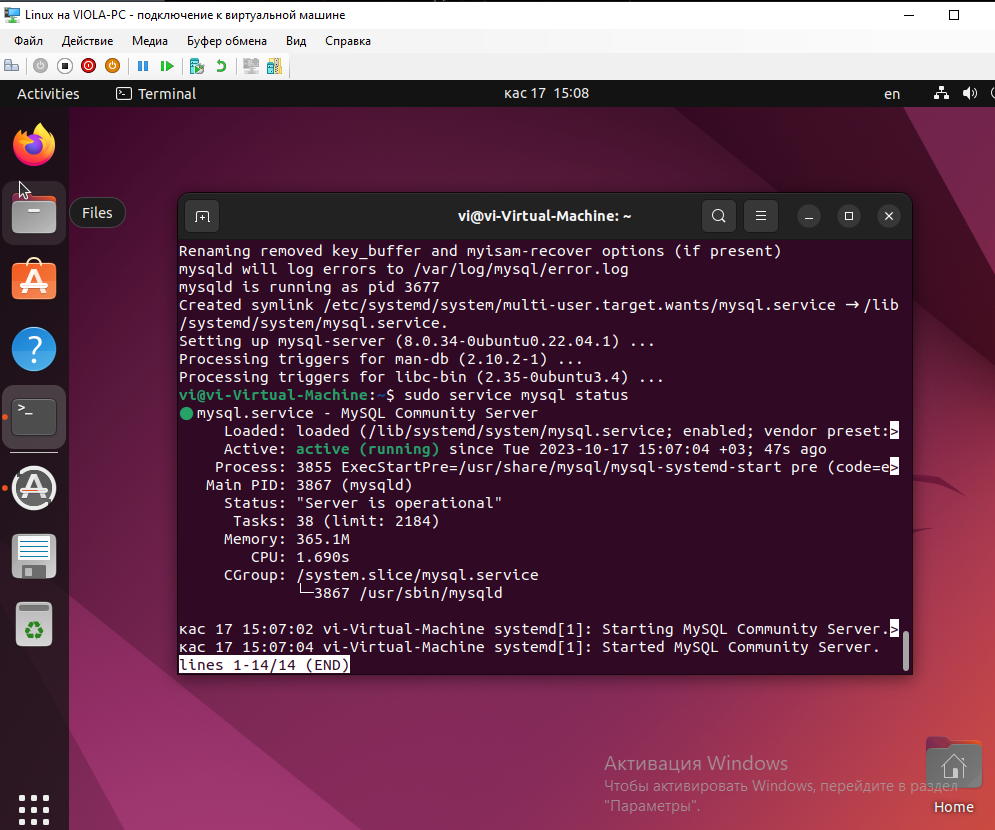 Linux на VIOLA-PC - подключение к виртуальной машине
Файл Действие Медиа Буфер обмена Вид Справка
Activities Terminal кас 17 15:08 en
Files
vi@vi-Virtual-Machine: ~
Renaming removed key_buffer and myisam-recover options (if present)
mysqld will log errors to /var/log/mysql/error.log
mysqld is running as pid 3677
Created symlink /etc/systemd/system/multi-user.target.wants/mysql.service → /lib
/systemd/system/mysql.service.
Setting up mysql-server (8.0.34-0ubuntu0.22.04.1) ...
Processing triggers for man-db (2.10.2-1) ...
Processing triggers for libc-bin (2.35-0ubuntu3.4) ...
vi@vi-Virtual-Machine:~$ sudo service mysql status
● mysql.service - MySQL Community Server
Loaded: loaded (/lib/systemd/system/mysql.service; enabled; vendor preset:>
Active: active (running) since Tue 2023-10-17 15:07:04 +03; 47s ago
Process: 3855 ExecStartPre=/usr/share/mysql/mysql-systemd-start pre (code=e>
Main PID: 3867 (mysqld)
Status: "Server is operational"
Tasks: 38 (limit: 2184)
Memory: 365.1M
CPU: 1.690s
CGroup: /system.slice/mysql.service
└─3867 /usr/sbin/mysqld
кас 17 15:07:02 vi-Virtual-Machine systemd[1]: Starting MySQL Community Server.>
кас 17 15:07:04 vi-Virtual-Machine systemd[1]: Started MySQL Community Server.
lines 1-14/14 (END)
Активация Windows
Чтобы активировать Windows, перейдите в раздел
"Параметры".
Home